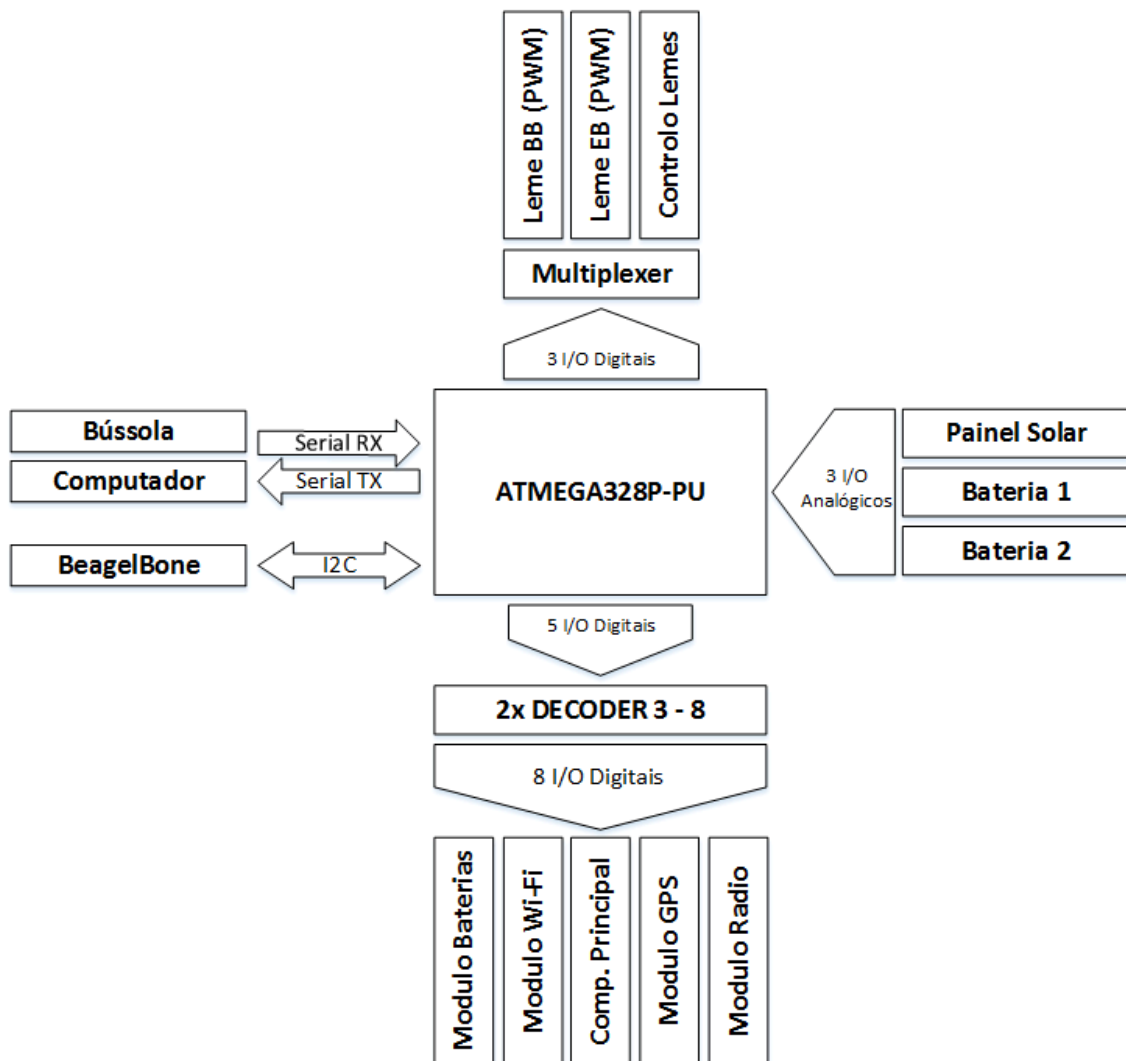 Leme BB (PWM)
Leme EB (PWM)
Controlo Lemes
Multiplexer
3 I/O Digitais
Bússola
Computador
BeagelBone
Serial RX
Serial TX
I2C
ATMEGA328P-PU
3 I/O
Analógicos
Painel Solar
Bateria 1
Bateria 2
5 I/O Digitais
2x DECODER 3 - 8
8 I/O Digitais
Modulo Baterias
Modulo Wi-Fi
Comp. Principal
Modulo GPS
Modulo Radio